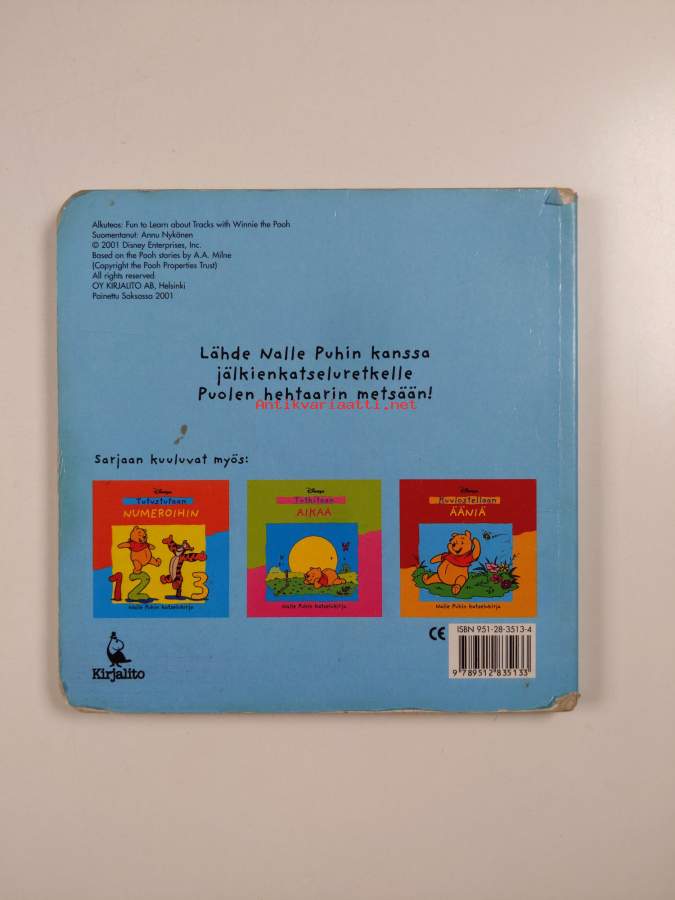 Alkuteos: Fun to Learn about Tracks with Winnie the Pooh
Suomentanut: Annu Nykänen
© 2001 Disney Enterprises, Inc.
Based on the Pooh stories by A.A. Milne
(Copyright the Pooh Properties Trust)
All rights reserved
OY KIRJALITO AB, Helsinki
Painettu Saksassa 2001
Lähde Nalle Puhin kanssa
jälkienkatseluretkelle
Puolen hehtaarin metsään!
Antikvariaatti.net
Sarjaan kuuluvat myös:
Disneyn
Tutustutaan
NUMEROIHIN
1 2 3
Nalle Puhin katselukirja
Disneyn
Tutkitaan
AIKAA
Nalle Puhin katselukirja
Disneyn
Kuulostellaan
ÄÄNIÄ
Nalle Puhin katselukirja
Kirjalito
CE
ISBN 951-28-3513-4
9 789512 835133